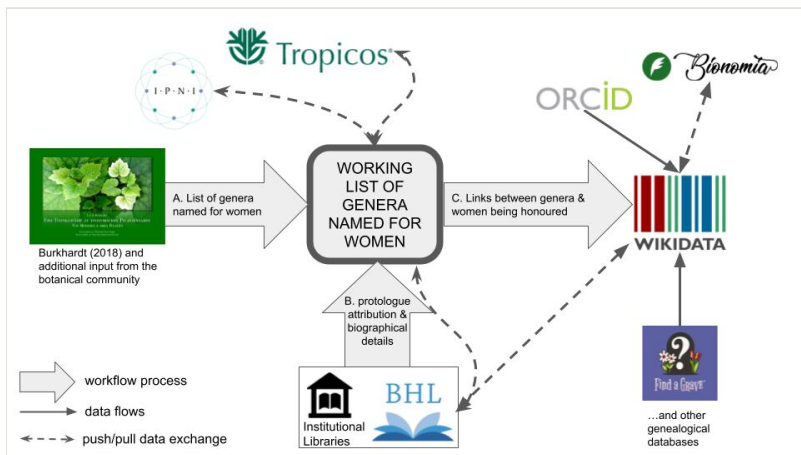 Tropicos
I·P·N·I
ORCiD
Bionomia
A. List of genera
named for women
WORKING
LIST OF
GENERA
NAMED FOR
WOMEN
C. Links between genera &
women being honoured
WIKIDATA
Burkhardt (2018) and
additional input from the
botanical community
B. protologue
attribution &
biographical
details
workflow process
data flows
push/pull data exchange
Institutional
Libraries
BHL
?
Find a Grave
…and other
genealogical
databases